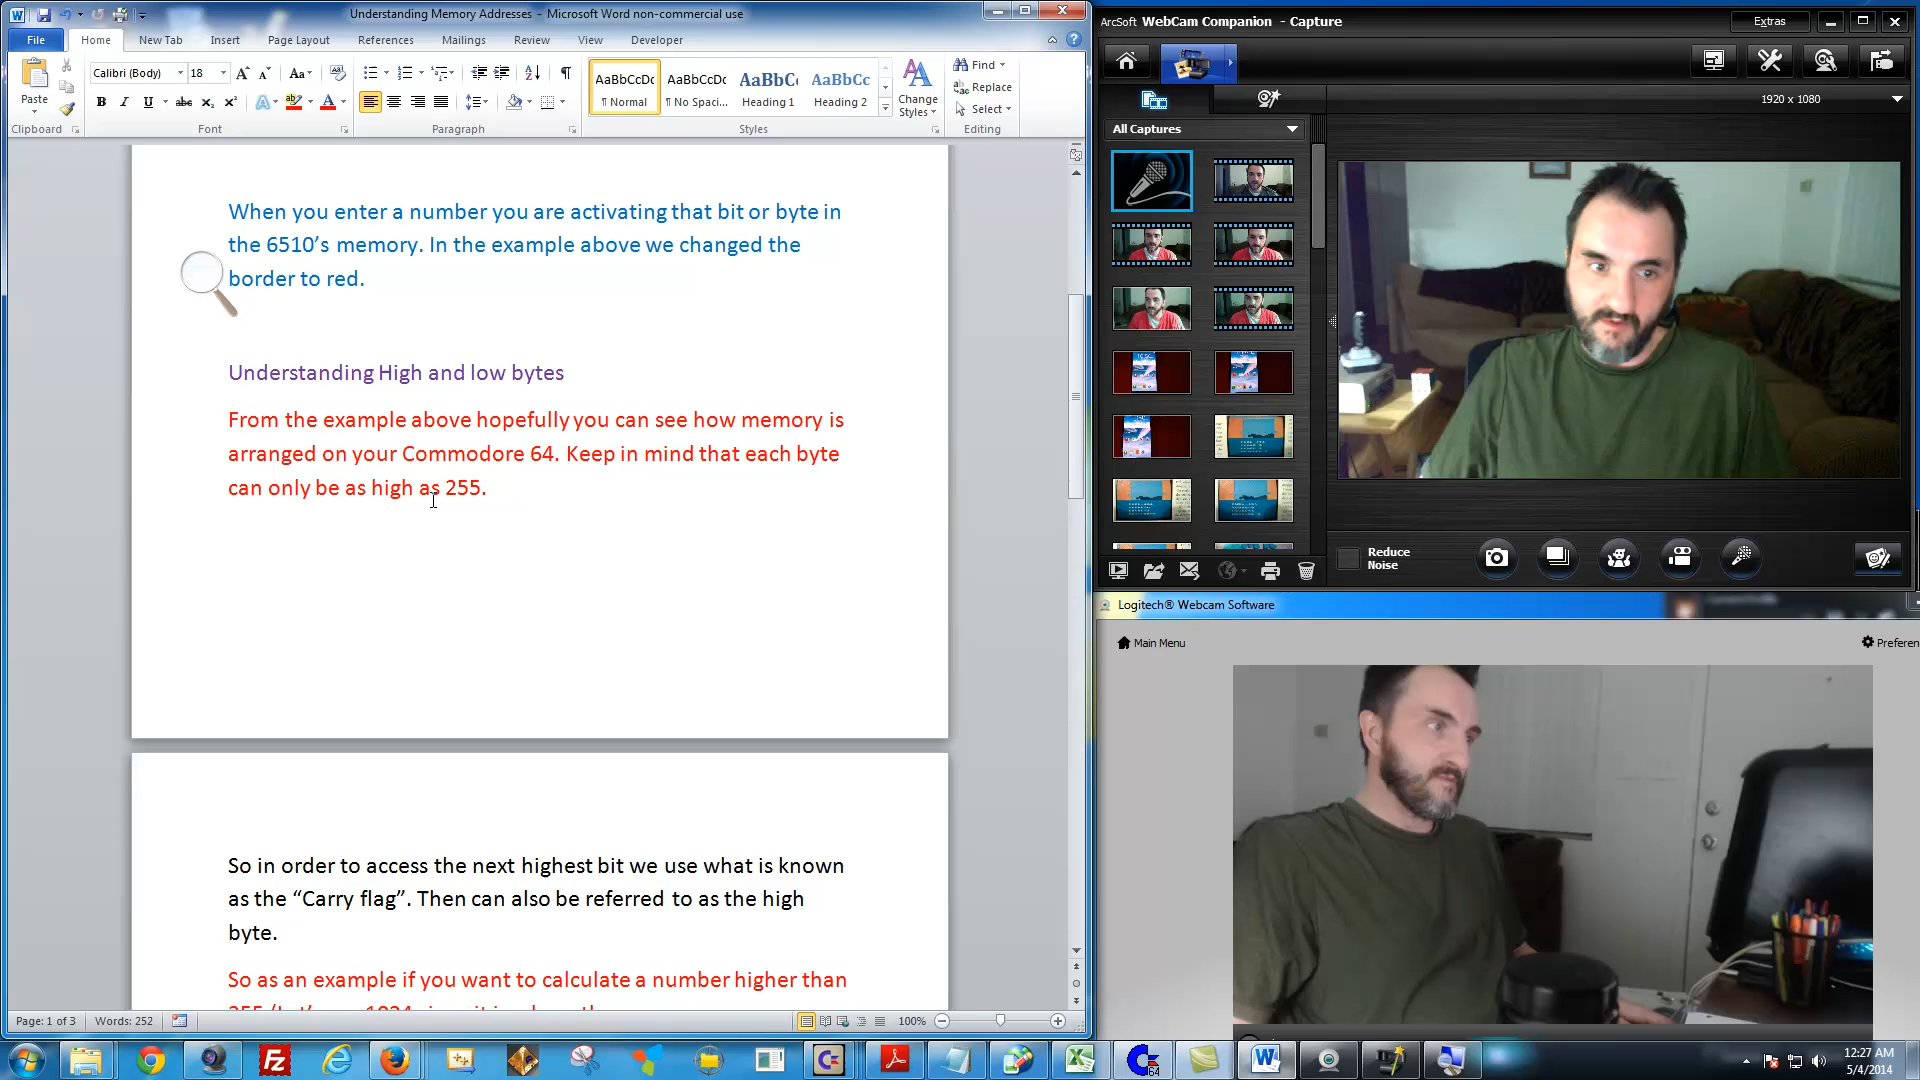 Understanding Memory Addresses - Microsoft Word non-commercial use
File Home New Tab Insert Page Layout References Mailings Review View Developer
Paste
Calibri (Body) 18
AaBbCcDc AaBbCcDc AaBbC AaBbCc
¶ Normal ¶ No Spaci... Heading 1 Heading 2
Change Styles
Find
Replace
Select
Clipboard Font Paragraph Styles Editing
When you enter a number you are activating that bit or byte in
the 6510's memory. In the example above we changed the
border to red.
Understanding High and low bytes
From the example above hopefully you can see how memory is
arranged on your Commodore 64. Keep in mind that each byte
can only be as high as 255.
So in order to access the next highest bit we use what is known
as the “Carry flag”. Then can also be referred to as the high
byte.
So as an example if you want to calculate a number higher than
Page: 1 of 3 Words: 252 100%
ArcSoft WebCam Companion - Capture
Extras
1920 x 1080
All Captures
Reduce
Noise
Logitech® Webcam Software
Main Menu
Preferen
12:27 AM
5/4/2014